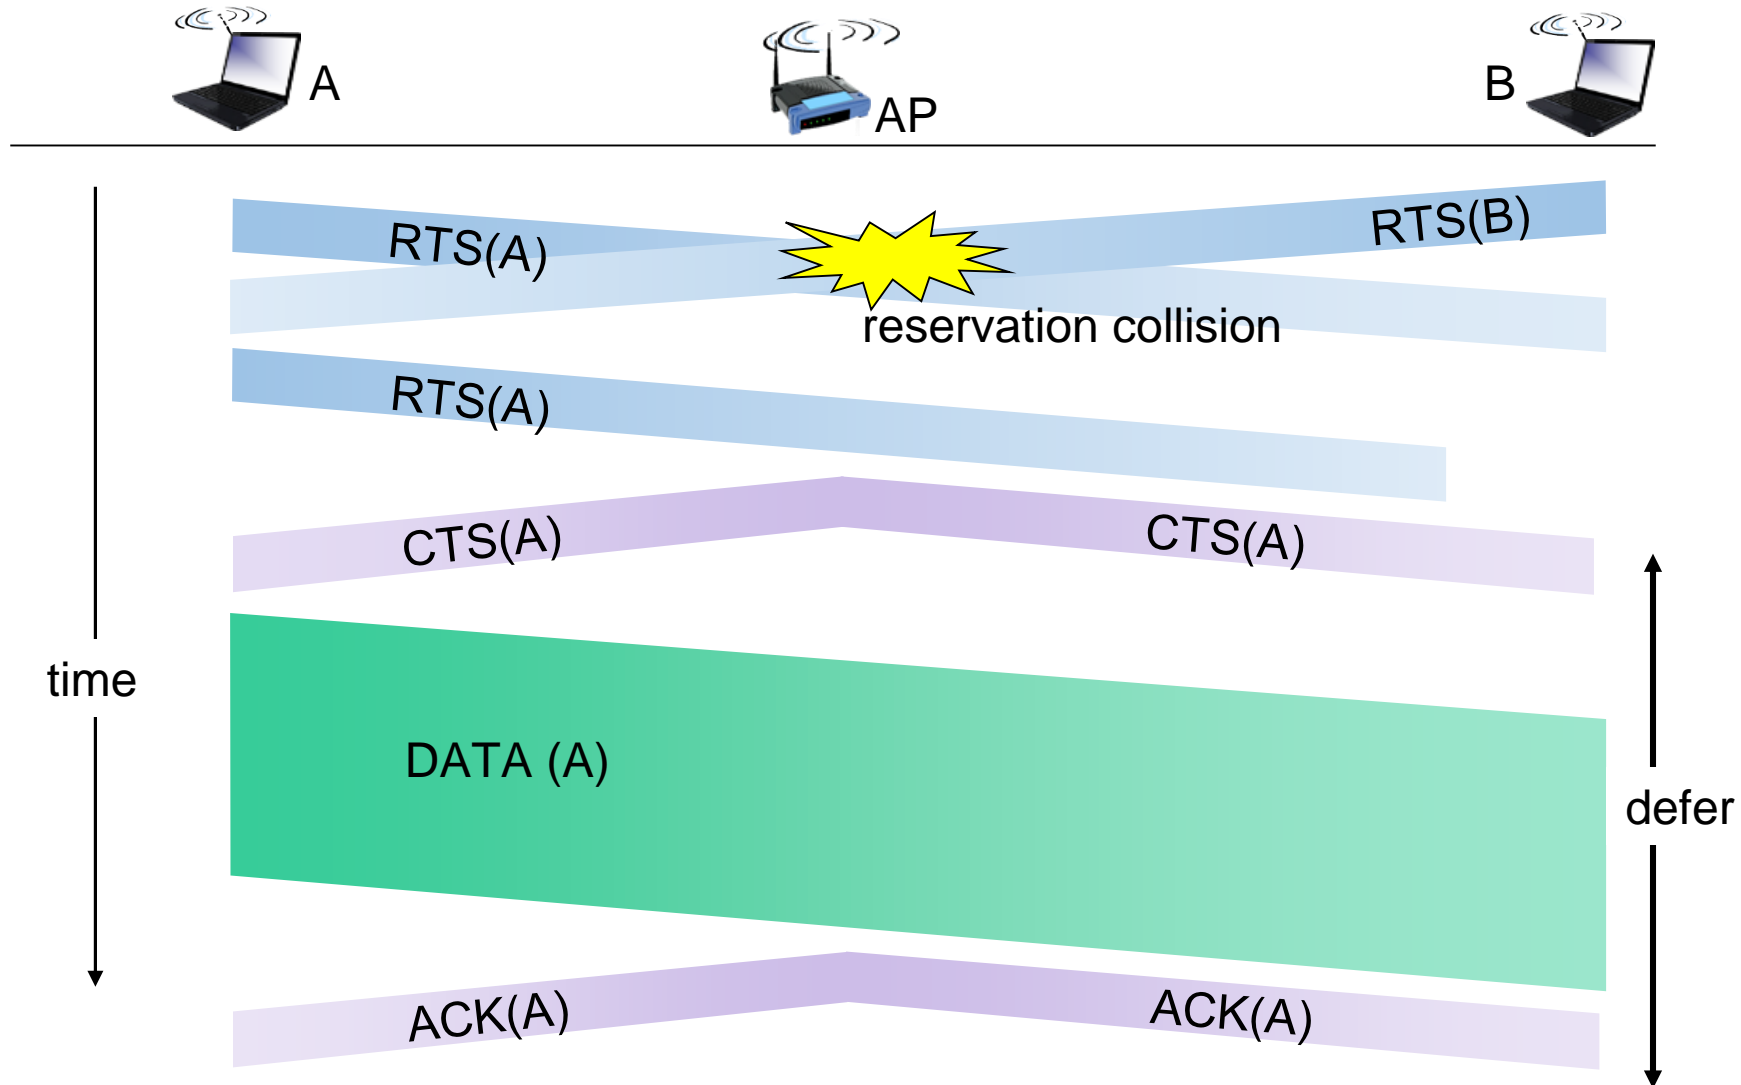 A
AP
B
RTS(A)
RTS(B)
reservation collision
RTS(A)
CTS(A)
CTS(A)
time
DATA (A)
defer
ACK(A)
ACK(A)